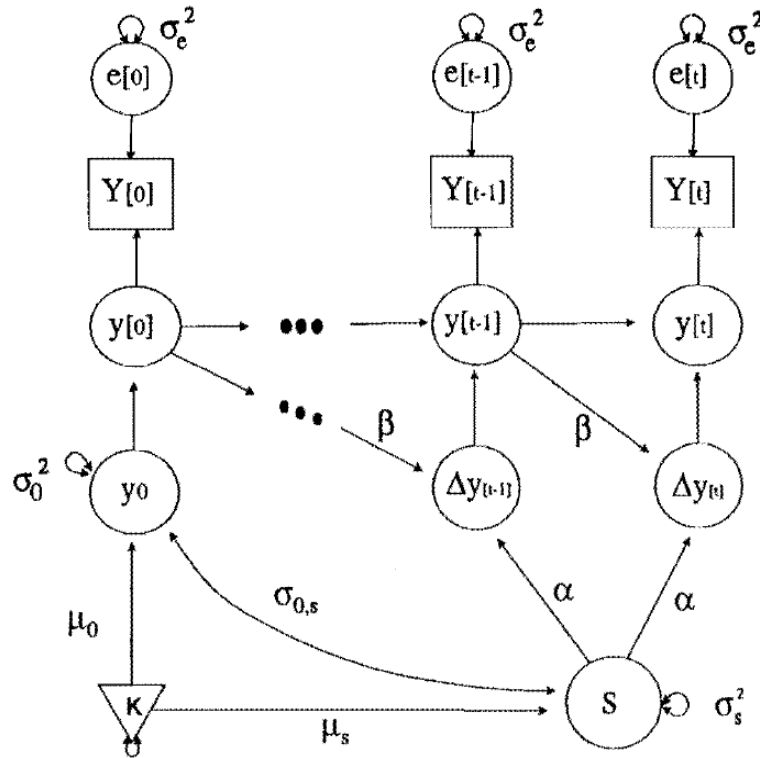 σe² σe² σe²
e[0] e[t-1] e[t]
Y[0] Y[t-1] Y[t]
y[0] ••• y[t-1] y[t]
••• β β
σ0² y0 Δy[t-1] Δy[t]
σ0,s α α
μ0
K S σs²
μs